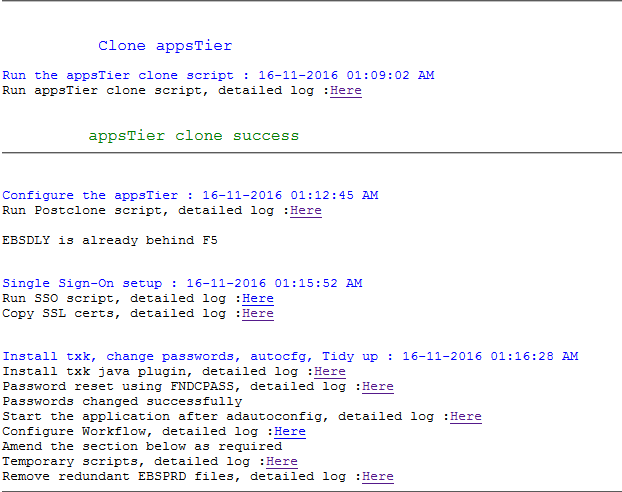 Clone appsTier
Run the appsTier clone script : 16-11-2016 01:09:02 AM
Run appsTier clone script, detailed log :Here
appsTier clone success
Configure the appsTier : 16-11-2016 01:12:45 AM
Run Postclone script, detailed log :Here
EBSDLY is already behind F5
Single Sign-On setup : 16-11-2016 01:15:52 AM
Run SSO script, detailed log :Here
Copy SSL certs, detailed log :Here
Install txk, change passwords, autocfg, Tidy up : 16-11-2016 01:16:28 AM
Install txk java plugin, detailed log :Here
Password reset using FNDCPASS, detailed log :Here
Passwords changed successfully
Start the application after adautoconfig, detailed log :Here
Configure Workflow, detailed log :Here
Amend the section below as required
Temporary scripts, detailed log :Here
Remove redundant EBSPRD files, detailed log :Here